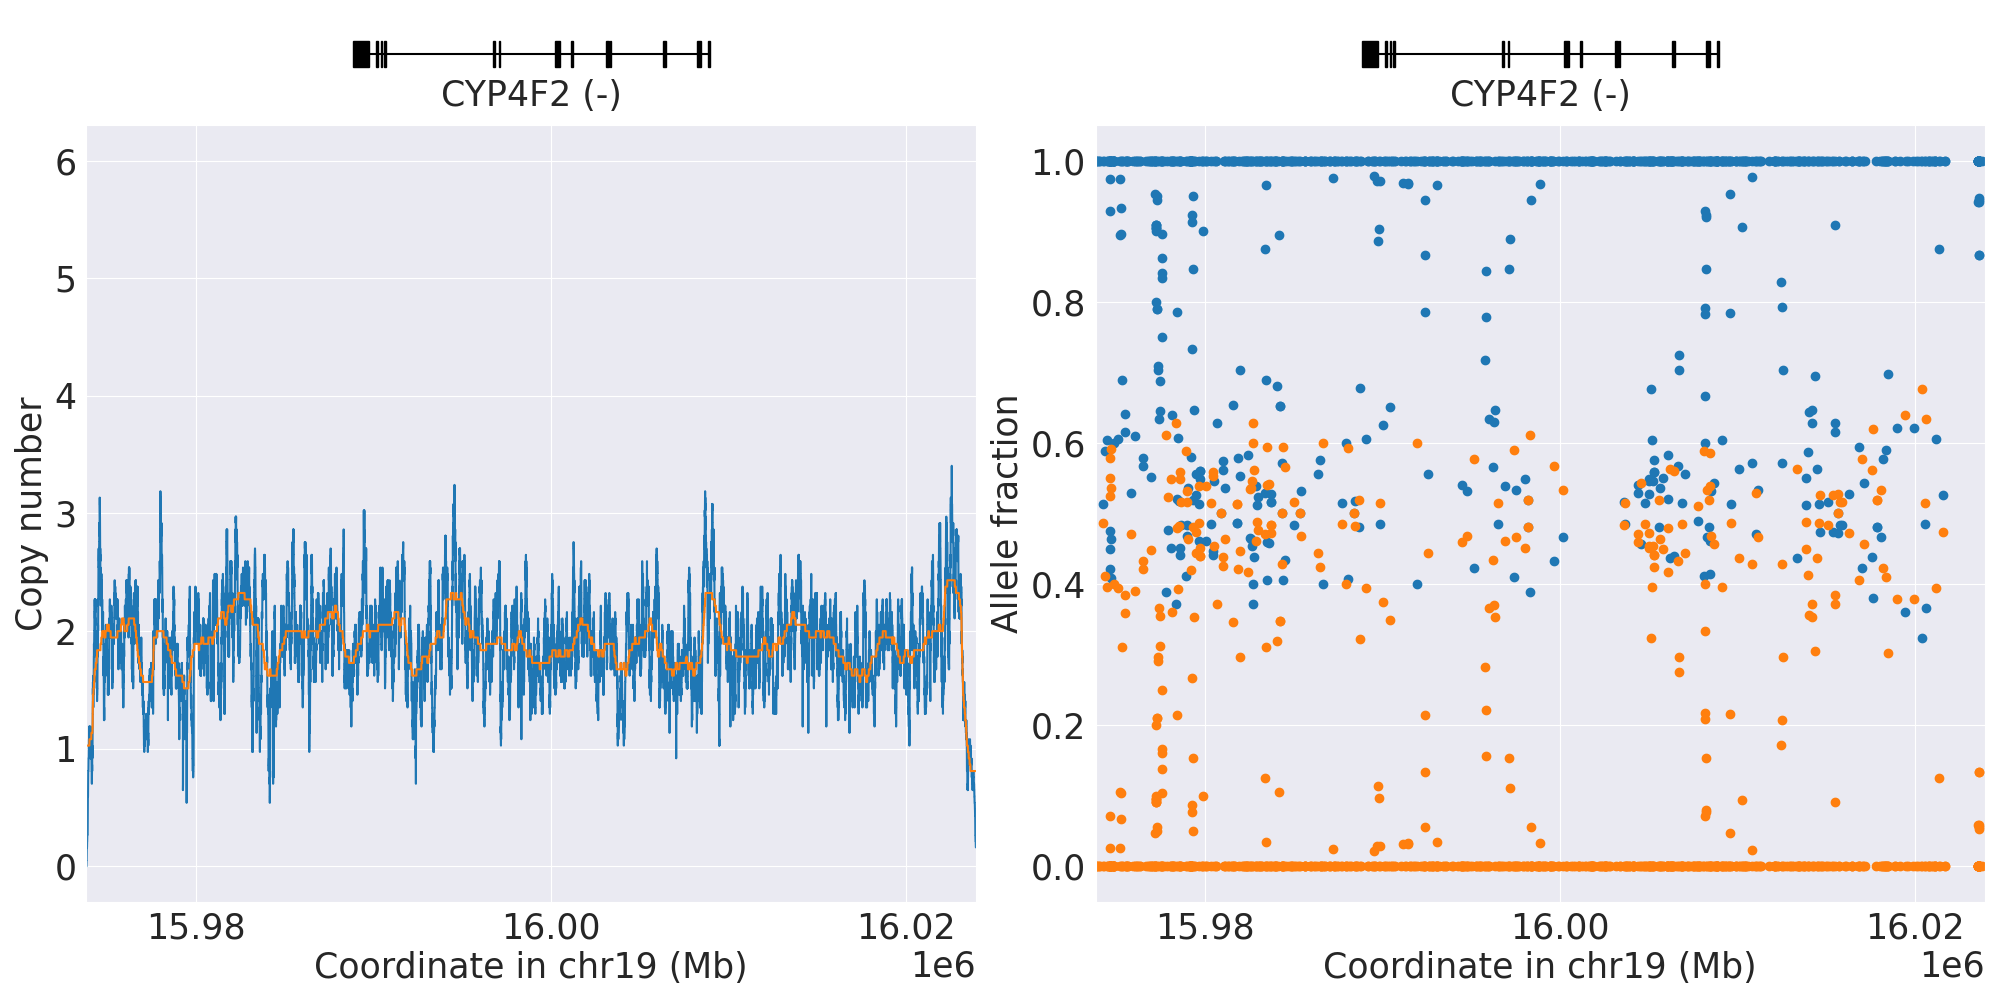 CYP4F2 (-)
6
5
4
3
2
1
0
Copy number
15.98
16.00
16.02
Coordinate in chr19 (Mb)
1e6
CYP4F2 (-)
1.0
0.8
0.6
0.4
0.2
0.0
Allele fraction
15.98
16.00
16.02
Coordinate in chr19 (Mb)
1e6